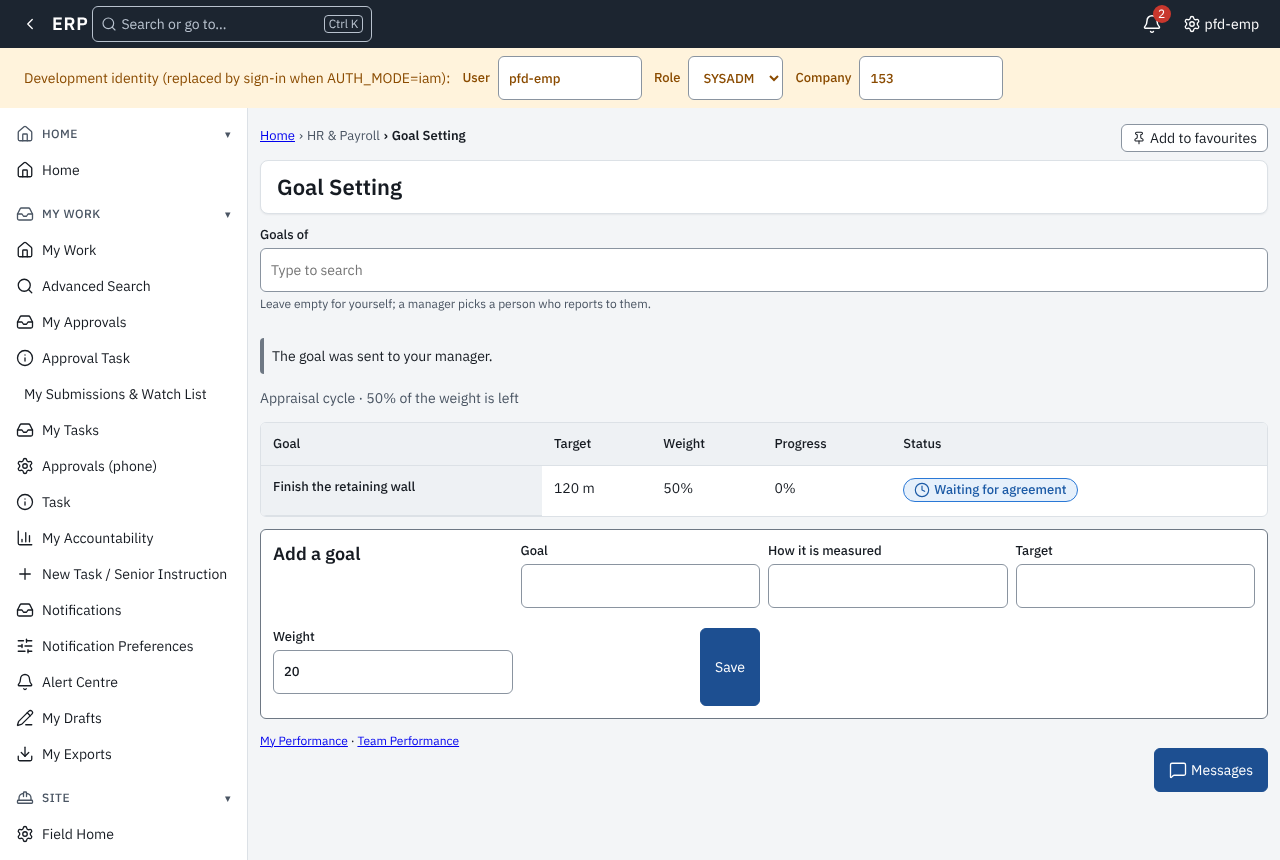 ERP
Search or go to...
Ctrl K
2
pfd-emp
Development identity (replaced by sign-in when AUTH_MODE=iam):
User
pfd-emp
Role
SYSADM
Company
153
HOME
Home
MY WORK
My Work
Advanced Search
My Approvals
Approval Task
My Submissions & Watch List
My Tasks
Approvals (phone)
Task
My Accountability
New Task / Senior Instruction
Notifications
Notification Preferences
Alert Centre
My Drafts
My Exports
SITE
Field Home
Home › HR & Payroll › Goal Setting
Add to favourites
Goal Setting
Goals of
Type to search
Leave empty for yourself; a manager picks a person who reports to them.
The goal was sent to your manager.
Appraisal cycle · 50% of the weight is left
Goal Target Weight Progress Status
Finish the retaining wall 120 m 50% 0% Waiting for agreement
Add a goal
Goal
How it is measured
Target
Weight
20
Save
My Performance · Team Performance
Messages